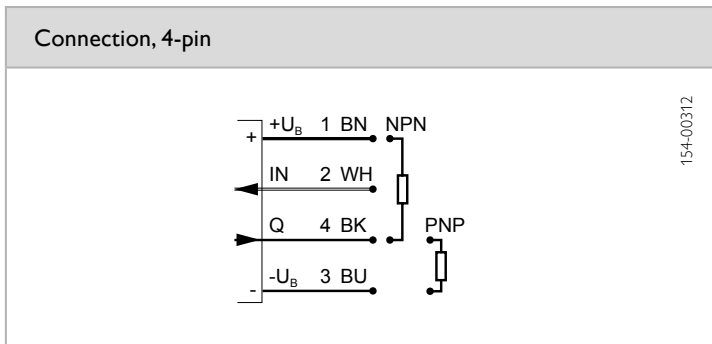 Connection, 4-pin
+U_B 1 BN NPN
+
IN 2 WH
Q 4 BK PNP
-U_B 3 BU
-
154-00312